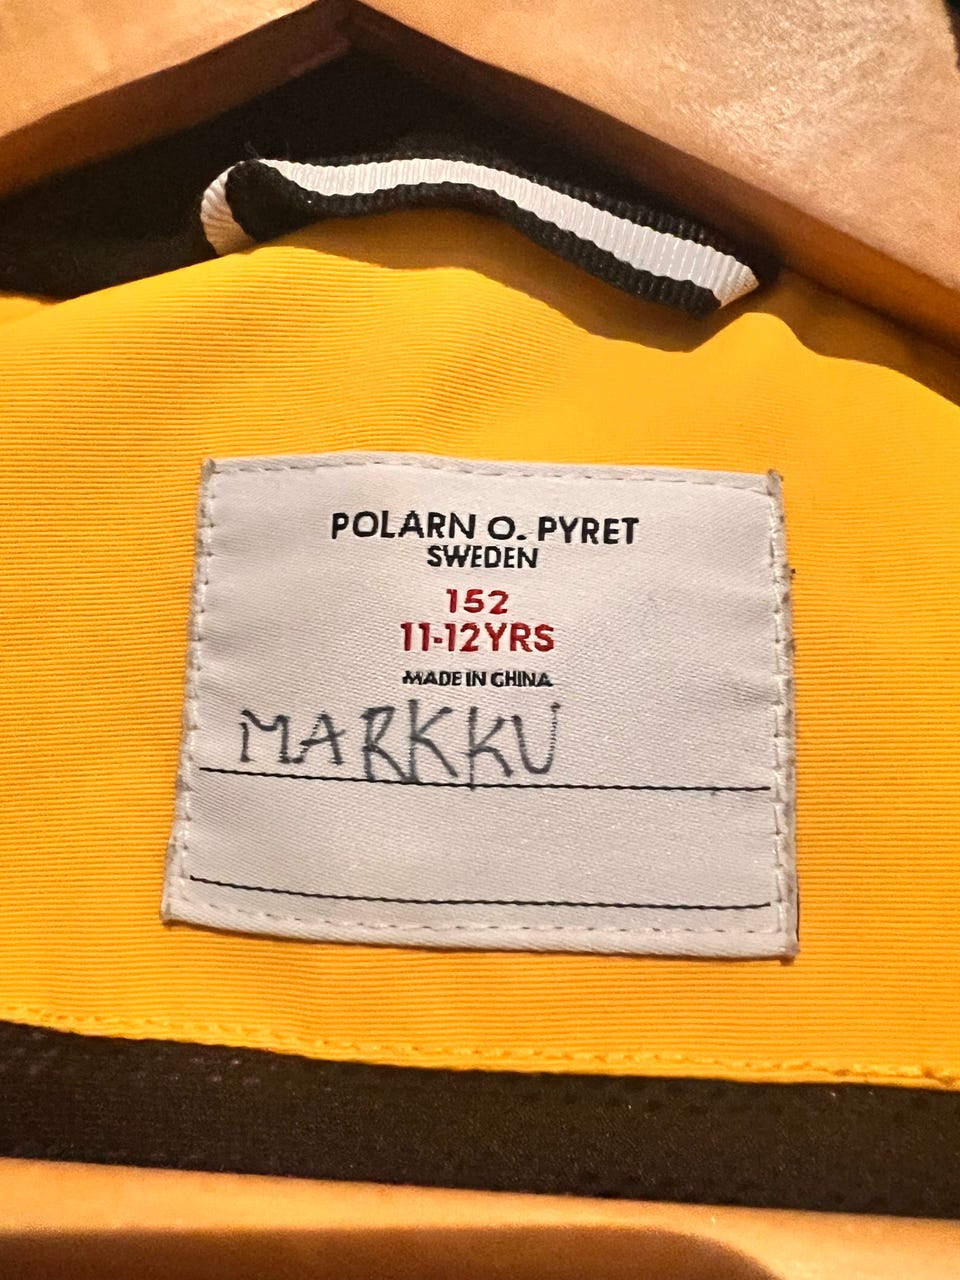 POLARN O. PYRET
SWEDEN
152
11-12YRS
MADE IN CHINA
MARKKU